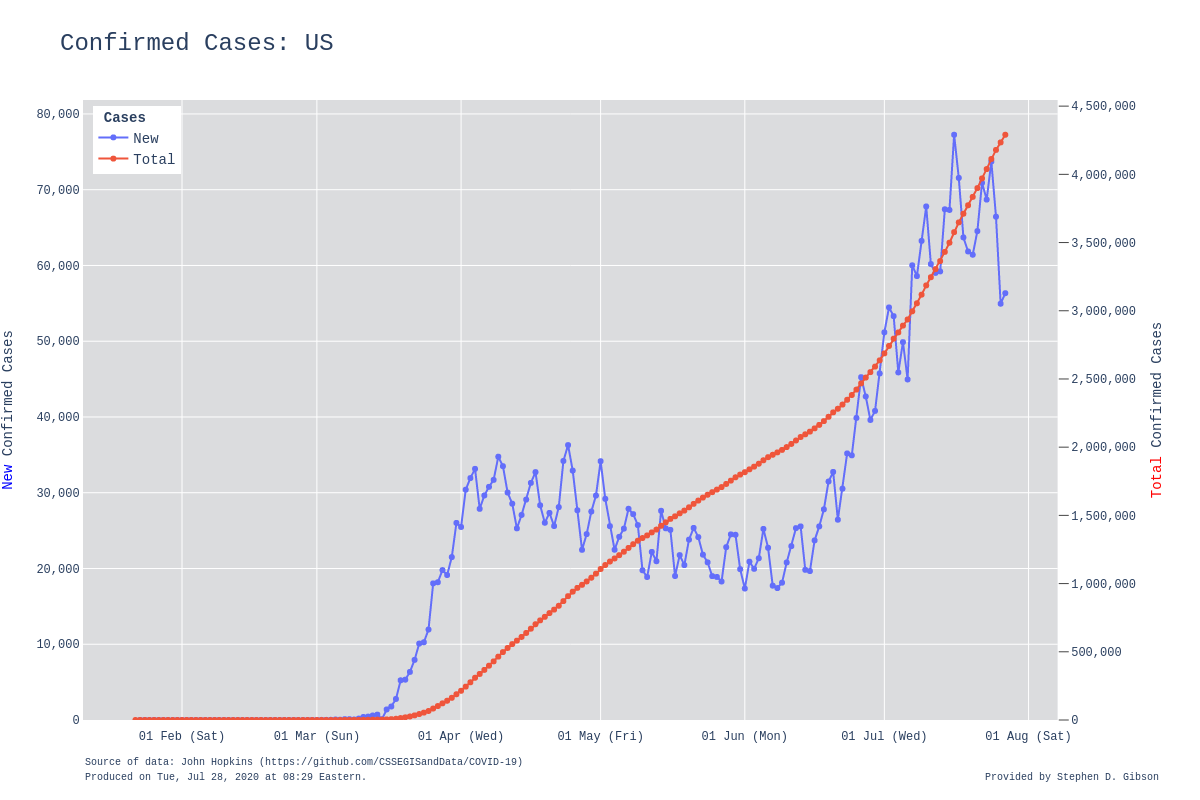 Confirmed Cases: US
Cases
New
Total
80,000
70,000
60,000
50,000
40,000
30,000
20,000
10,000
0
New Confirmed Cases
4,500,000
4,000,000
3,500,000
3,000,000
2,500,000
2,000,000
1,500,000
1,000,000
500,000
0
Total Confirmed Cases
01 Feb (Sat)
01 Mar (Sun)
01 Apr (Wed)
01 May (Fri)
01 Jun (Mon)
01 Jul (Wed)
01 Aug (Sat)
Source of data: John Hopkins (https://github.com/CSSEGISandData/COVID-19)
Produced on Tue, Jul 28, 2020 at 08:29 Eastern.
Provided by Stephen D. Gibson